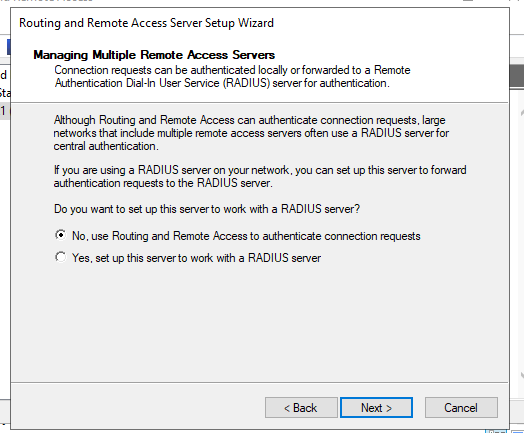 Routing and Remote Access Server Setup Wizard
Managing Multiple Remote Access Servers
Connection requests can be authenticated locally or forwarded to a Remote
Authentication Dial-In User Service (RADIUS) server for authentication.
Although Routing and Remote Access can authenticate connection requests, large
networks that include multiple remote access servers often use a RADIUS server for
central authentication.
If you are using a RADIUS server on your network, you can set up this server to forward
authentication requests to the RADIUS server.
Do you want to set up this server to work with a RADIUS server?
No, use Routing and Remote Access to authenticate connection requests
Yes, set up this server to work with a RADIUS server
< Back
Next >
Cancel